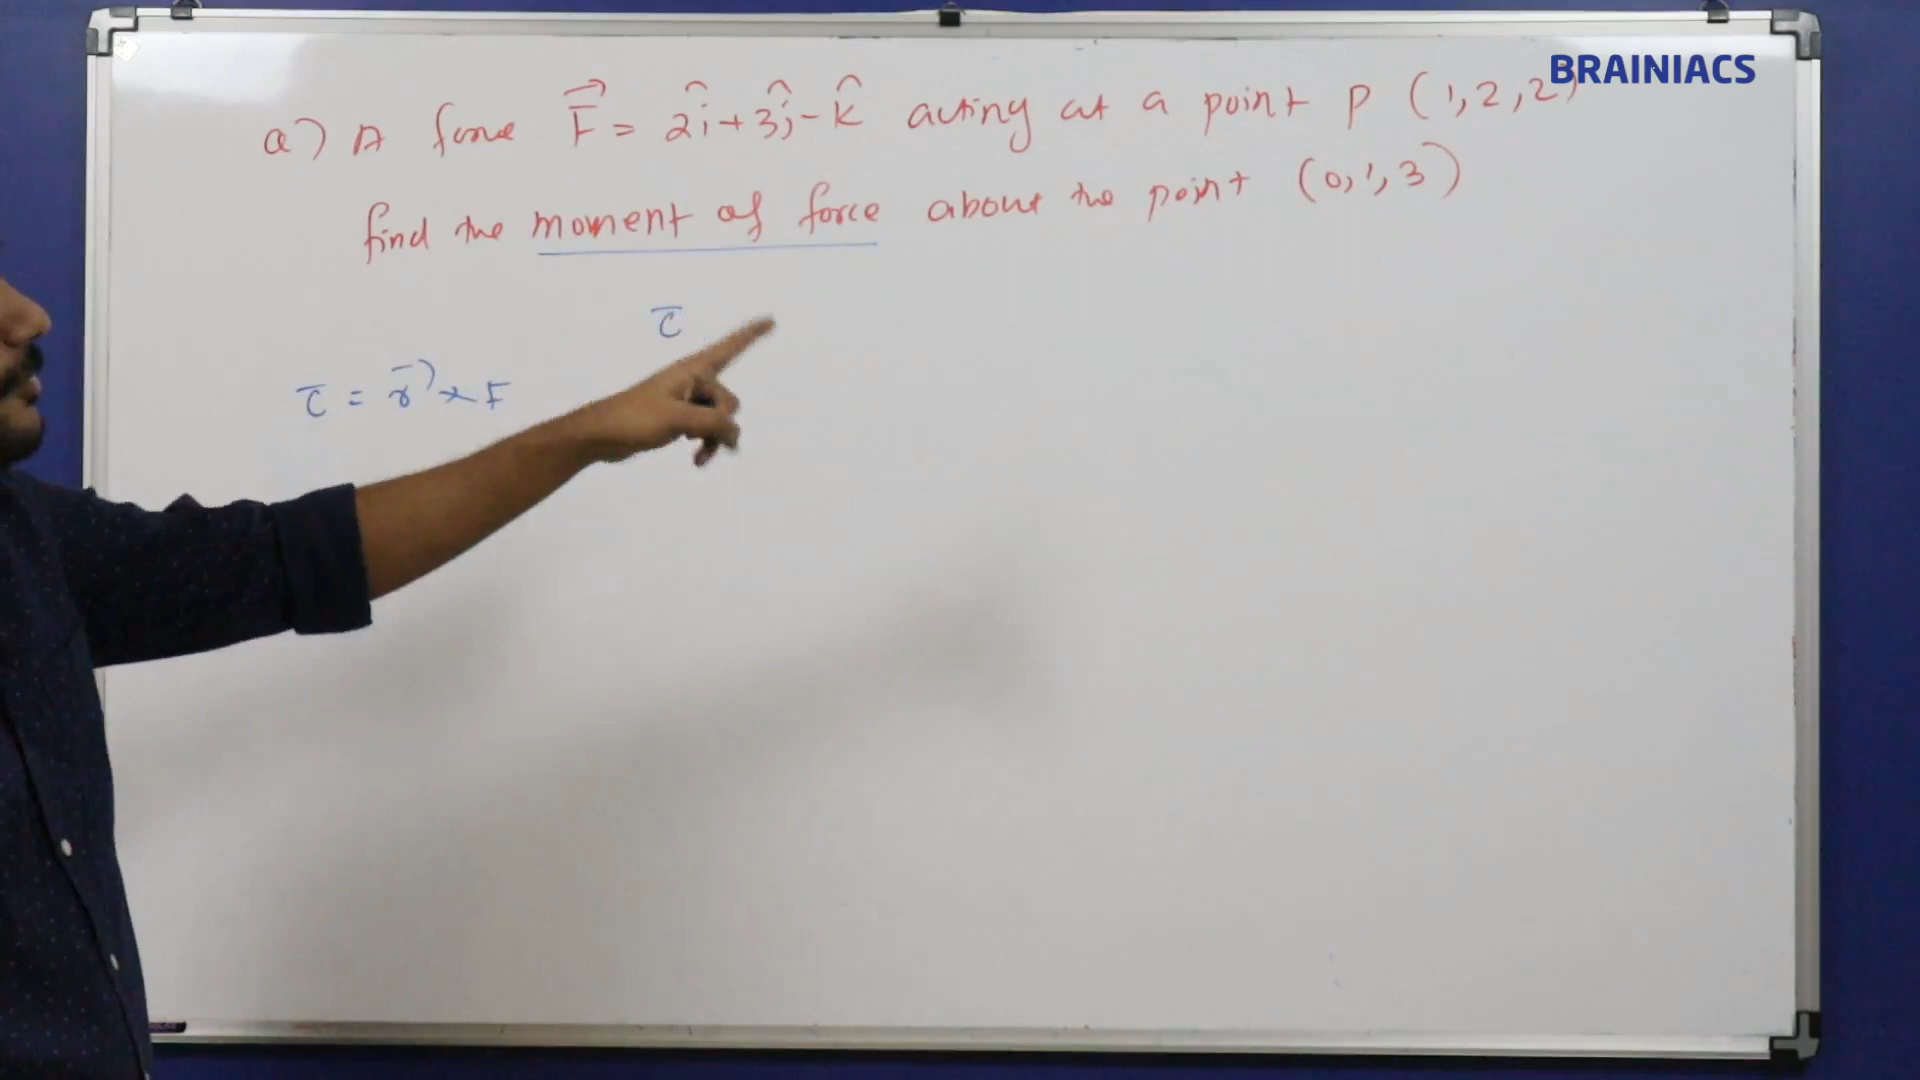 BRAINIACS
a) A force F⃗ = 2î+3ĵ-k̂ acting at a point P (1,2,2)
find the moment of force about the point (0,1,3)
τ
τ = r⃗ × F